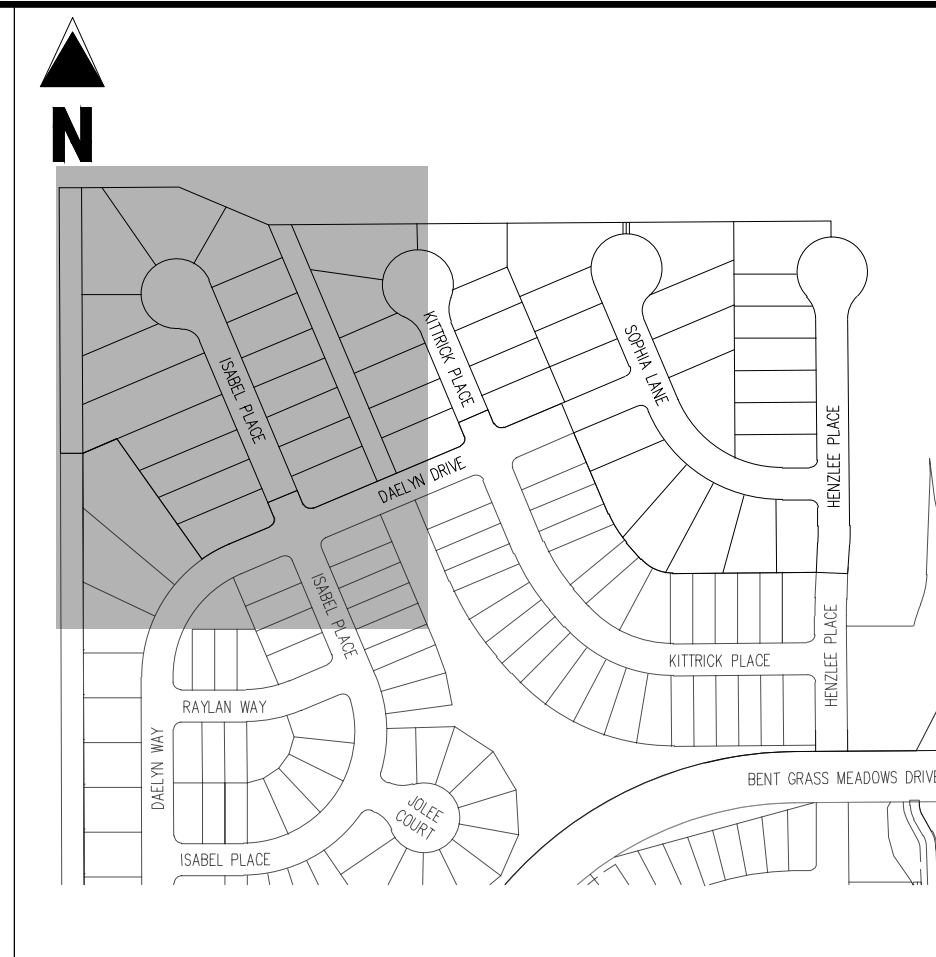 N
KITTRICK PLACE
SOPHIA LANE
ISABEL PLACE
HENZLEE PLACE
DAELYN DRIVE
ISABEL PLACE
HENZLEE PLACE
KITTRICK PLACE
RAYLAN WAY
DAELYN WAY
BENT GRASS MEADOWS DRIVE
JOLEE
COURT
ISABEL PLACE